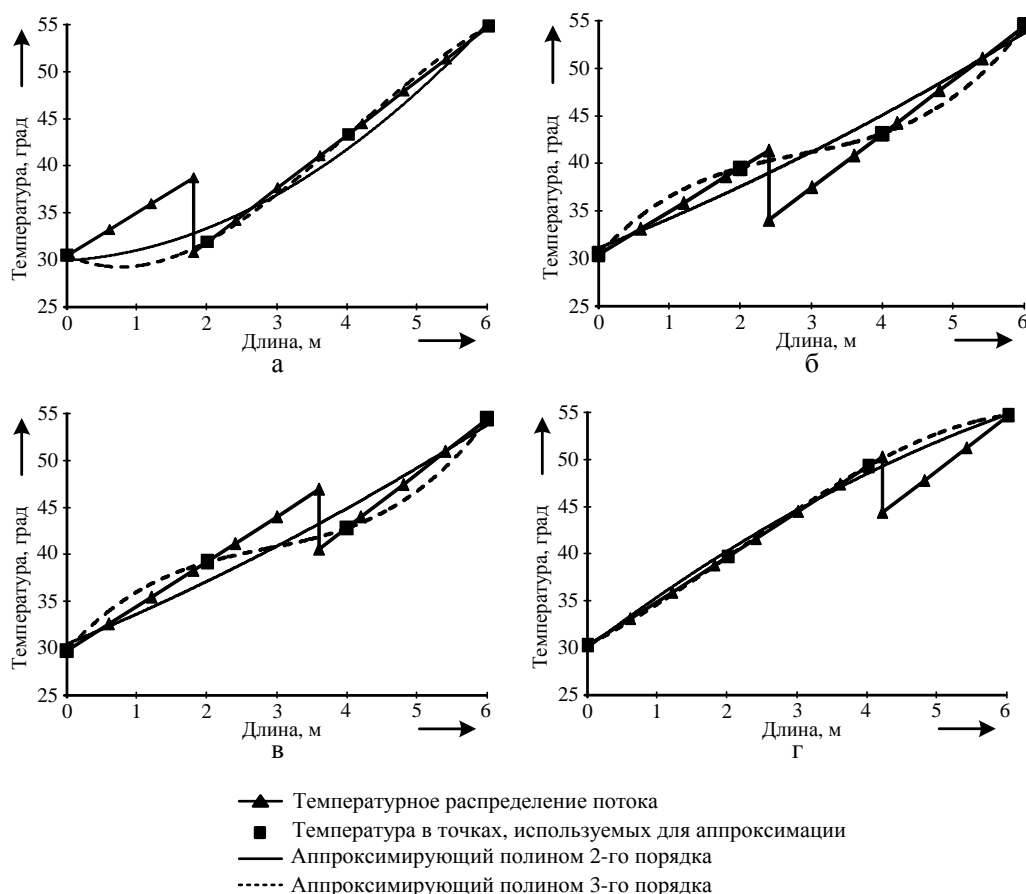 55
50
45
40
35
30
25
Температура, град
0 1 2 3 4 5 6
Длина, м
а
55
50
45
40
35
30
25
Температура, град
0 1 2 3 4 5 6
Длина, м
б
55
50
45
40
35
30
25
Температура, град
0 1 2 3 4 5 6
Длина, м
в
55
50
45
40
35
30
25
Температура, град
0 1 2 3 4 5 6
Длина, м
г
Температурное распределение потока
Температура в точках, используемых для аппроксимации
Аппроксимирующий полином 2-го порядка
Аппроксимирующий полином 3-го порядка